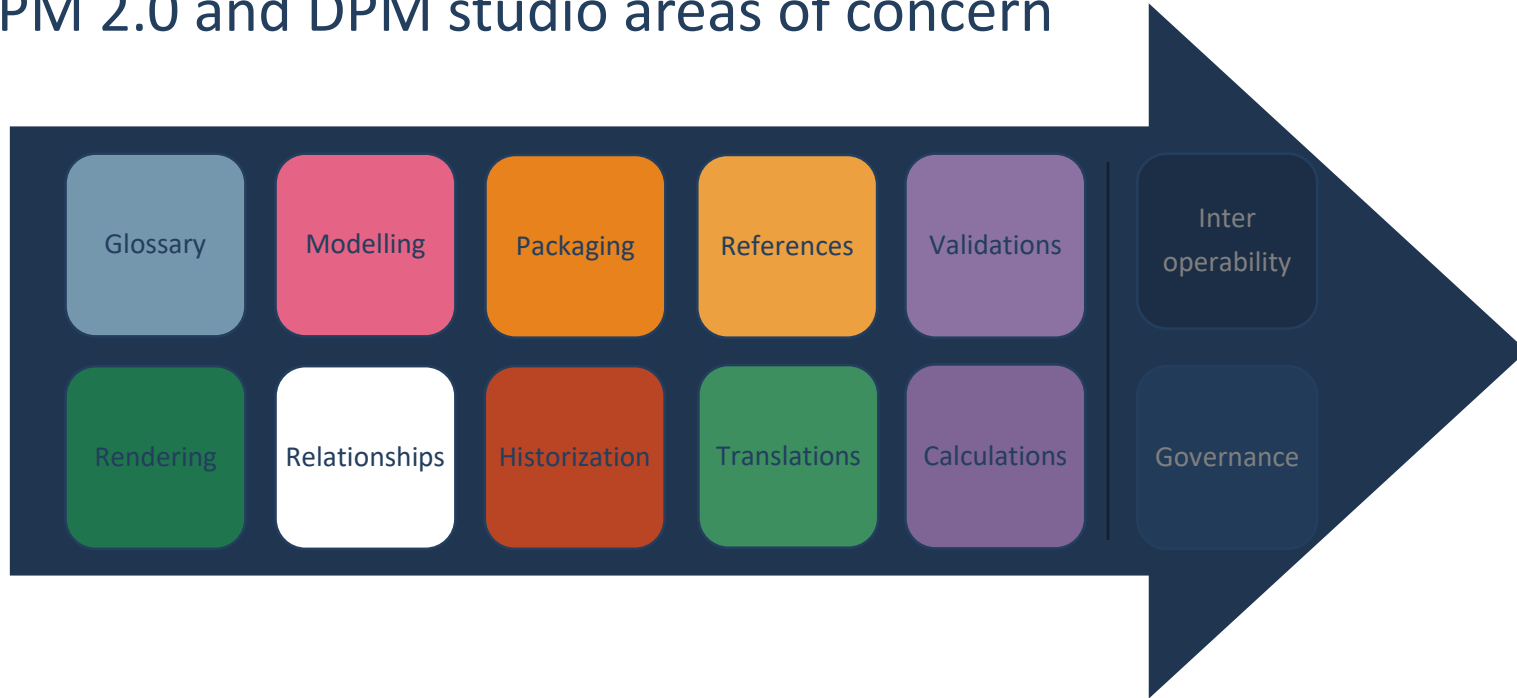 PM 2.0 and DPM studio areas of concern
Glossary
Modelling
Packaging
References
Validations
Inter
operability
Rendering
Relationships
Historization
Translations
Calculations
Governance